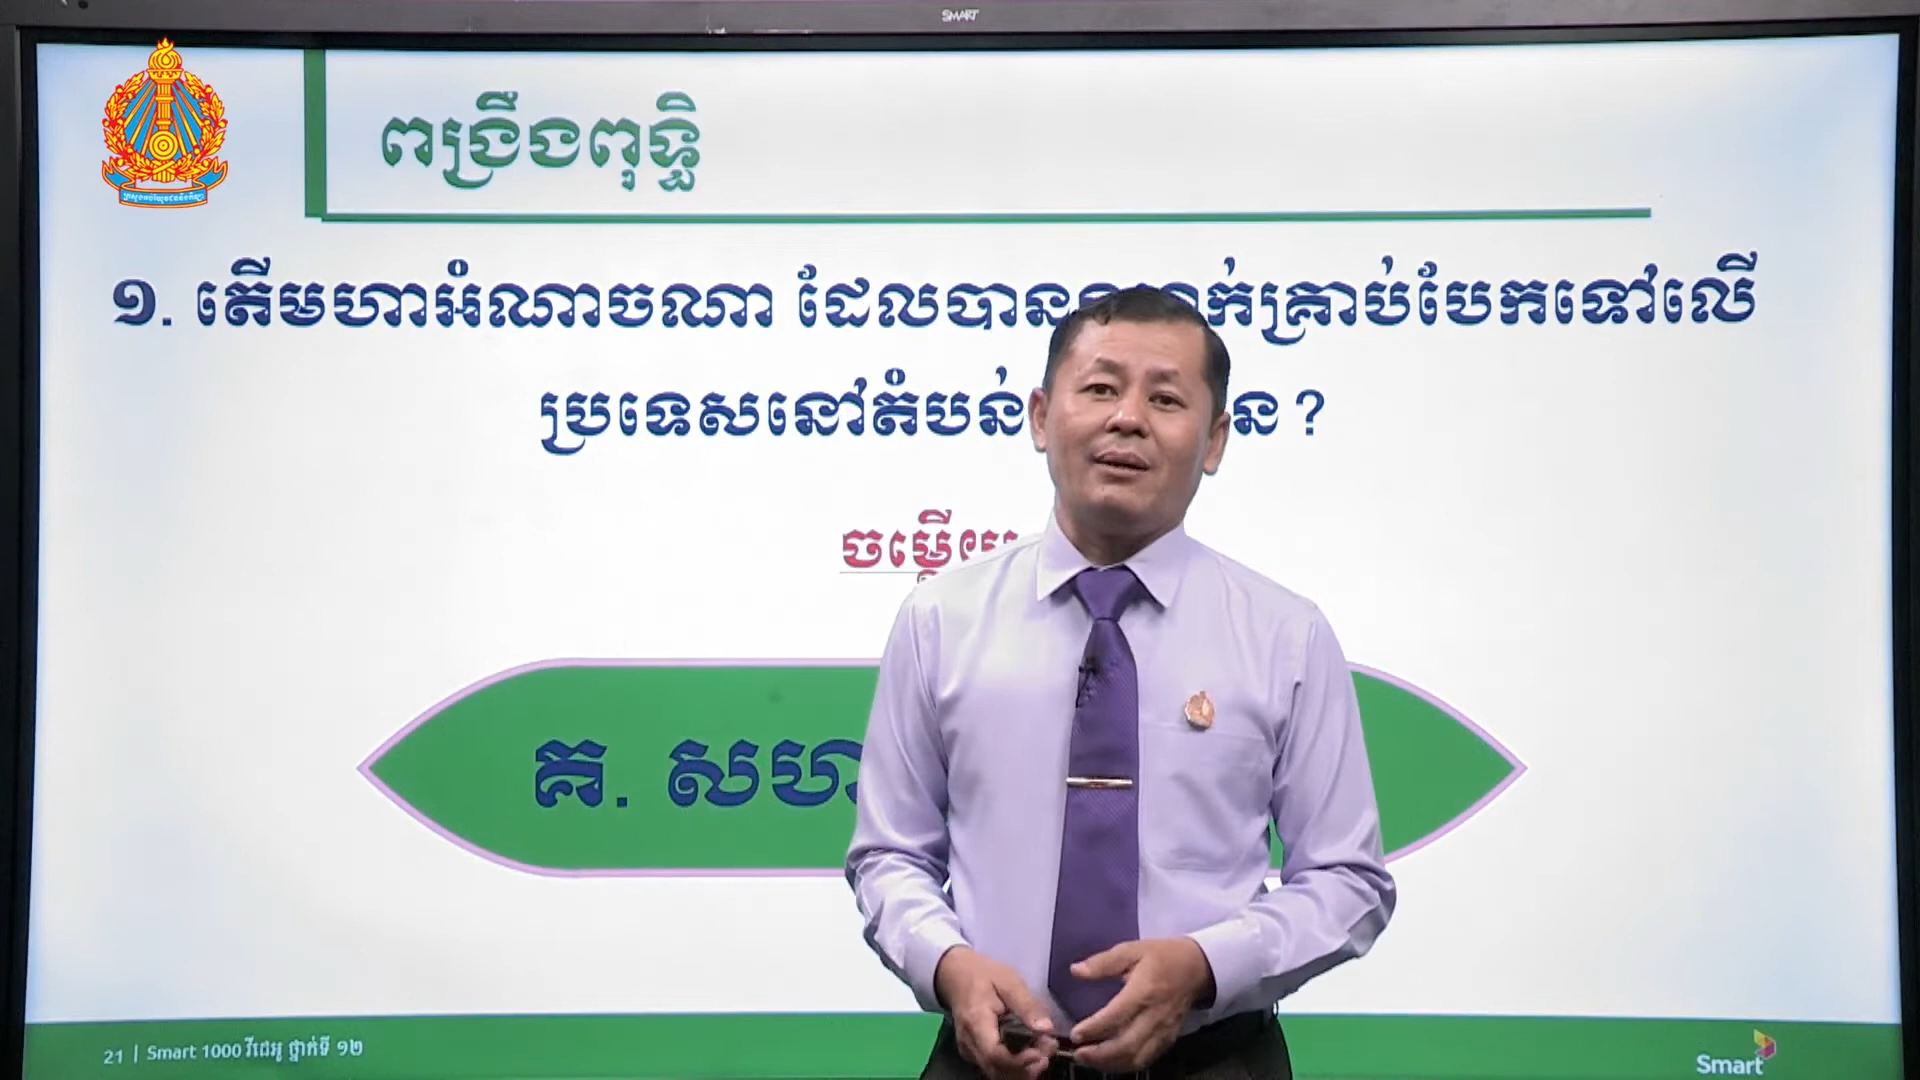 SMART
ពង្រឹងពុទ្ធិ
១. តើមហាអំណាចណា ដែលបាន គ្រាប់បែកទៅលើ
ប្រទេសនៅតំបន់ ?
ចម្លើយ
គ. សហ
21 | Smart 1000 វីដេអូ ថ្នាក់ទី ១២
Smart